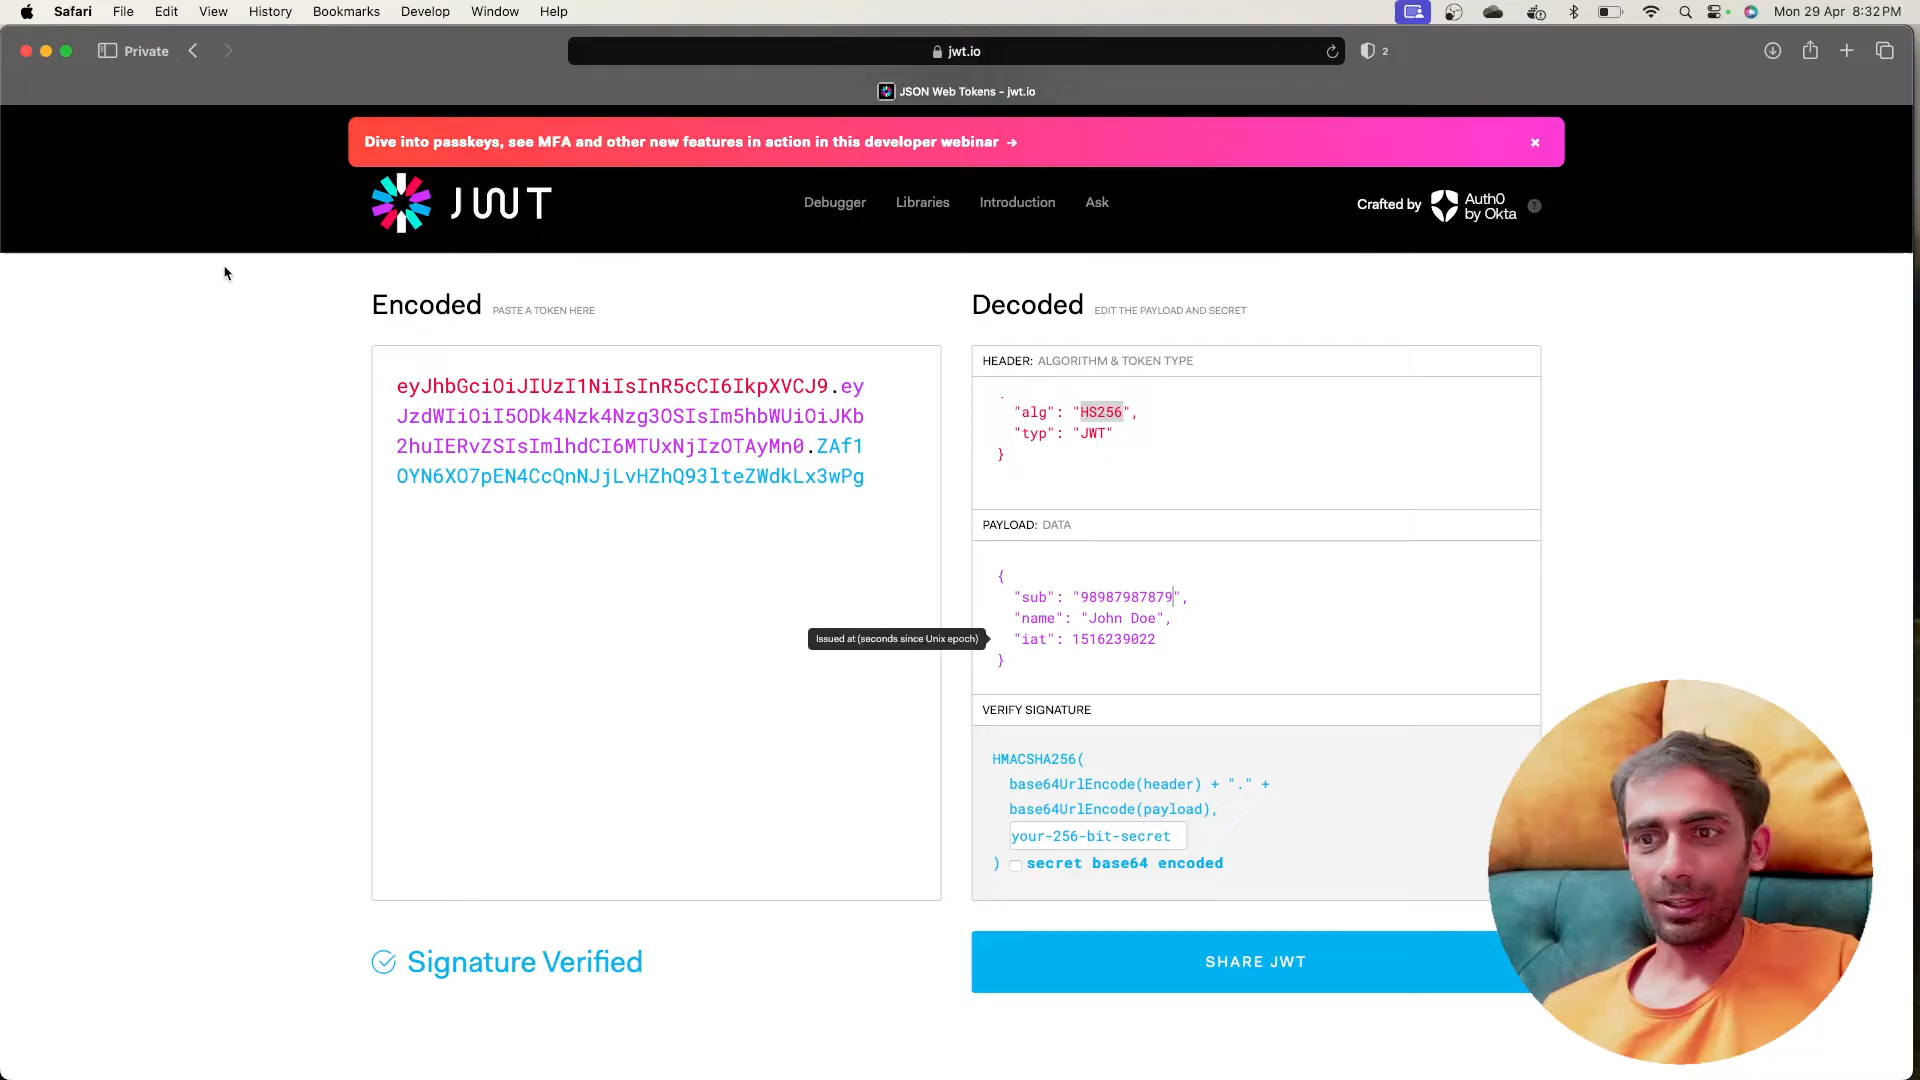 Safari File Edit View History Bookmarks Develop Window Help Mon 29 Apr 8:32 PM
Private jwt.io 2
JSON Web Tokens - jwt.io
Dive into passkeys, see MFA and other new features in action in this developer webinar → ×
JWT Debugger Libraries Introduction Ask Crafted by Auth0 by Okta ?
Encoded PASTE A TOKEN HERE
eyJhbGciOiJIUzI1NiIsInR5cCI6IkpXVCJ9.ey
JzdWIiOiI5ODk4Nzk4Nzg3OSIsIm5hbWUiOiJKb
2huIERvZSIsImlhdCI6MTUxNjIzOTAyMn0.ZAf1
OYN6XO7pEN4CcQnNJjLvHZhQ93lteZWdkLx3wPg
Signature Verified
Decoded EDIT THE PAYLOAD AND SECRET
HEADER: ALGORITHM & TOKEN TYPE
"alg": "HS256",
"typ": "JWT"
}
PAYLOAD: DATA
{
"sub": "98987987879",
"name": "John Doe",
Issued at (seconds since Unix epoch) "iat": 1516239022
}
VERIFY SIGNATURE
HMACSHA256(
base64UrlEncode(header) + "." +
base64UrlEncode(payload),
your-256-bit-secret
) secret base64 encoded
SHARE JWT